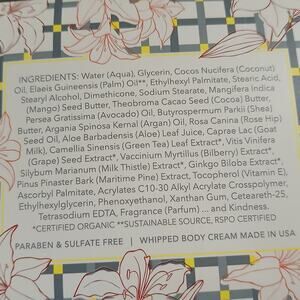 INGREDIENTS: Water (Aqua), Glycerin, Cocos Nucifera (Coconut)
Oil, Elaeis Guineensis (Palm) Oil**, Ethylhexyl Palmitate, Stearic Acid,
Stearyl Alcohol, Dimethicone, Sodium Stearate, Mangifera Indica
(Mango) Seed Butter, Theobroma Cacao Seed (Cocoa) Butter,
Persea Gratissima (Avocado) Oil, Butyrospermum Parkii (Shea)
Butter, Argania Spinosa Kernal (Argan) Oil, Rosa Canina (Rose Hip)
Seed Oil, Aloe Barbadensis (Aloe) Leaf Juice, Caprae Lac (Goat
Milk), Camellia Sinensis (Green Tea) Leaf Extract*, Vitis Vinifera
(Grape) Seed Extract*, Vaccinium Myrtillus (Bilberry) Extract*,
Silybum Marianum (Milk Thistle) Extract*, Ginkgo Biloba Extract*,
Pinus Pinaster Bark (Maritime Pine) Extract, Tocopherol (Vitamin E),
Ascorbyl Palmitate, Acrylates C10-30 Alkyl Acrylate Crosspolymer,
Ethylhexylglycerin, Phenoxyethanol, Xanthan Gum, Ceteareth-25,
Tetrasodium EDTA, Fragrance (Parfum) ... and Kindness.
*CERTIFIED ORGANIC **SUSTAINABLE SOURCE, RSPO CERTIFIED
PARABEN & SULFATE FREE | WHIPPED BODY CREAM MADE IN USA